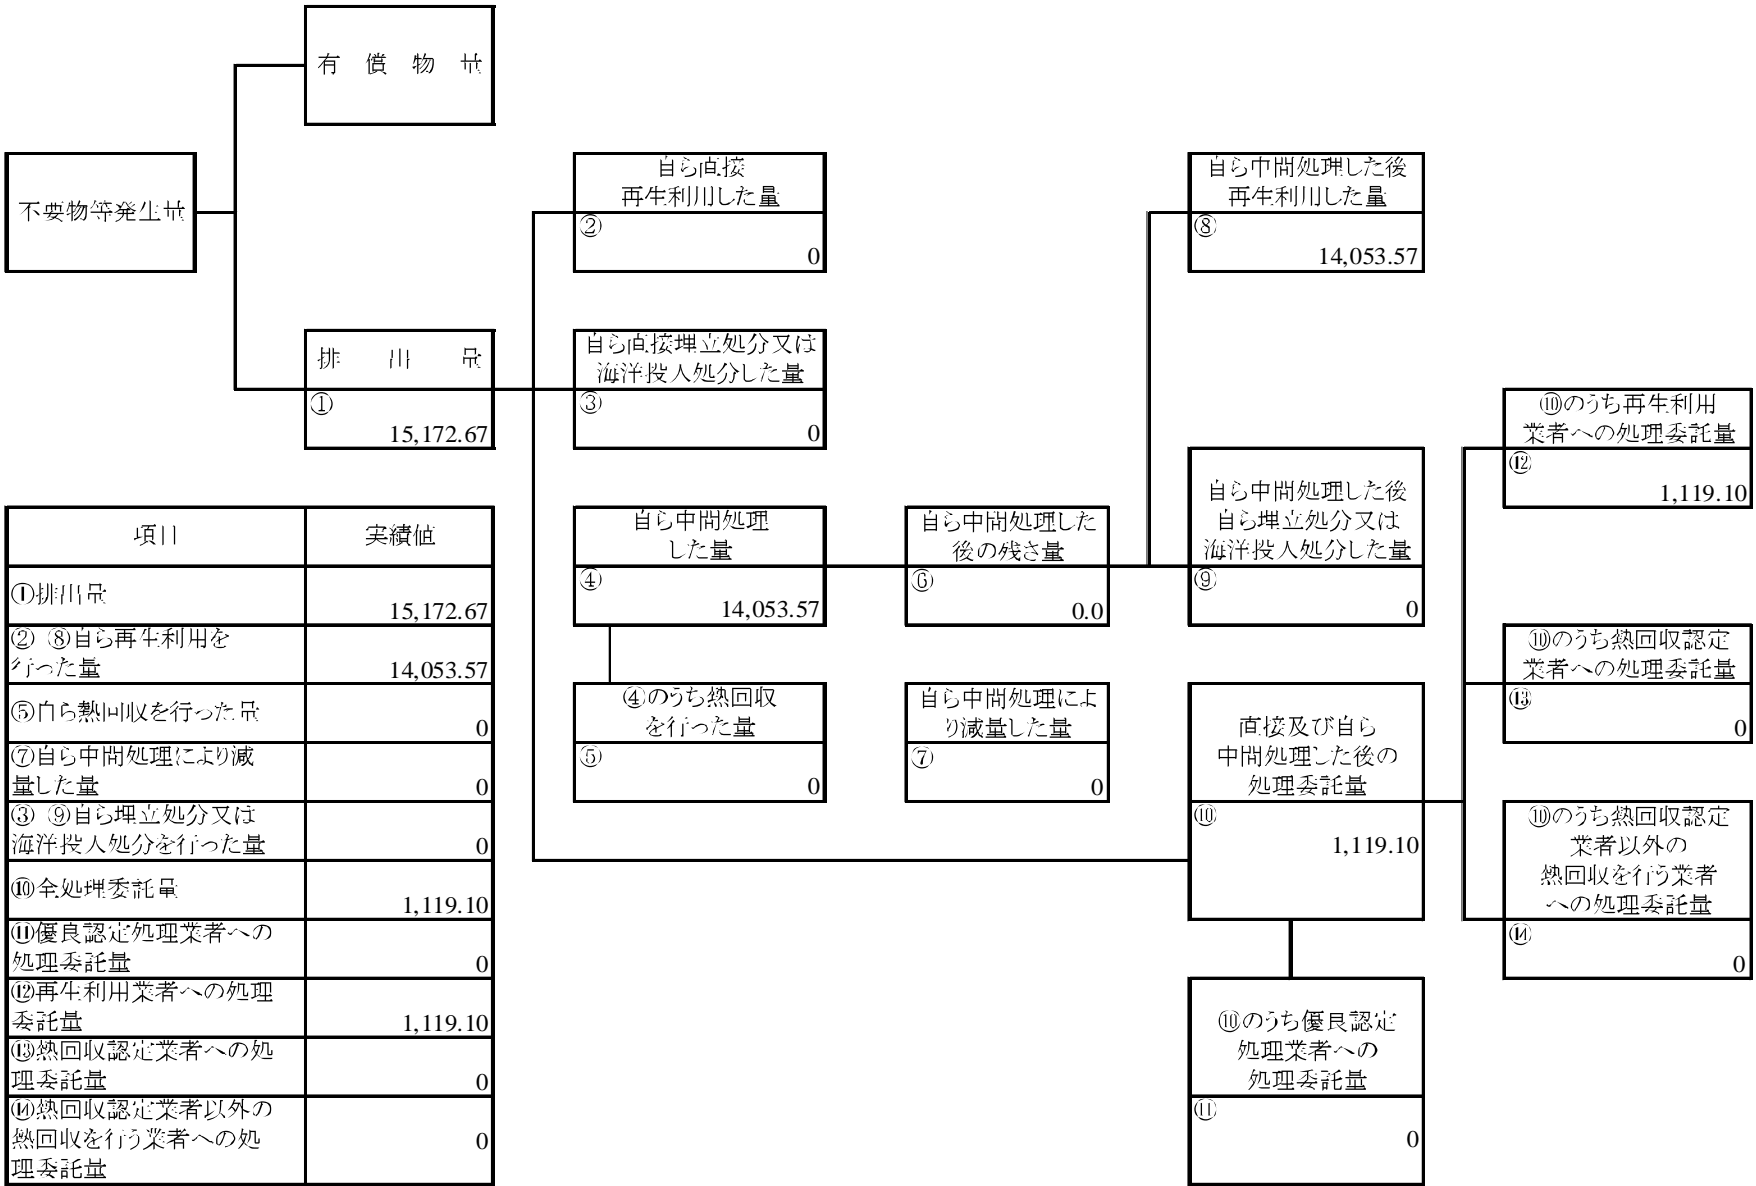 有償物量
不要物等発生量
自ら直接
再生利用した量
②
0
自ら中間処理した後
再生利用した量
⑧
14,053.57
排出量
①
15,172.67
自ら直接埋立処分又は
海洋投入処分した量
③
0
⑩のうち再生利用
業者への処理委託量
⑫
1,119.10
自ら中間処理
した量
④
14,053.57
自ら中間処理した
後の残さ量
⑥
0.0
自ら中間処理した後
自ら埋立処分又は
海洋投入処分した量
⑨
0
⑩のうち熱回収認定
業者への処理委託量
⑬
0
④のうち熱回収
を行った量
⑤
0
自ら中間処理によ
り減量した量
⑦
0
直接及び自ら
中間処理した後の
処理委託量
⑩
1,119.10
⑩のうち熱回収認定
業者以外の
熱回収を行う業者
への処理委託量
⑭
0
⑩のうち優良認定
処理業者への
処理委託量
⑪
0
項目 実績値
①排出量 15,172.67
② ⑧自ら再生利用を
行った量 14,053.57
⑤自ら熱回収を行った量 0
⑦自ら中間処理により減
量した量 0
③ ⑨自ら埋立処分又は
海洋投入処分を行った量 0
⑩全処理委託量 1,119.10
⑪優良認定処理業者への
処理委託量 0
⑫再生利用業者への処理
委託量 1,119.10
⑬熱回収認定業者への処
理委託量 0
⑭熱回収認定業者以外の
熱回収を行う業者への処
理委託量 0